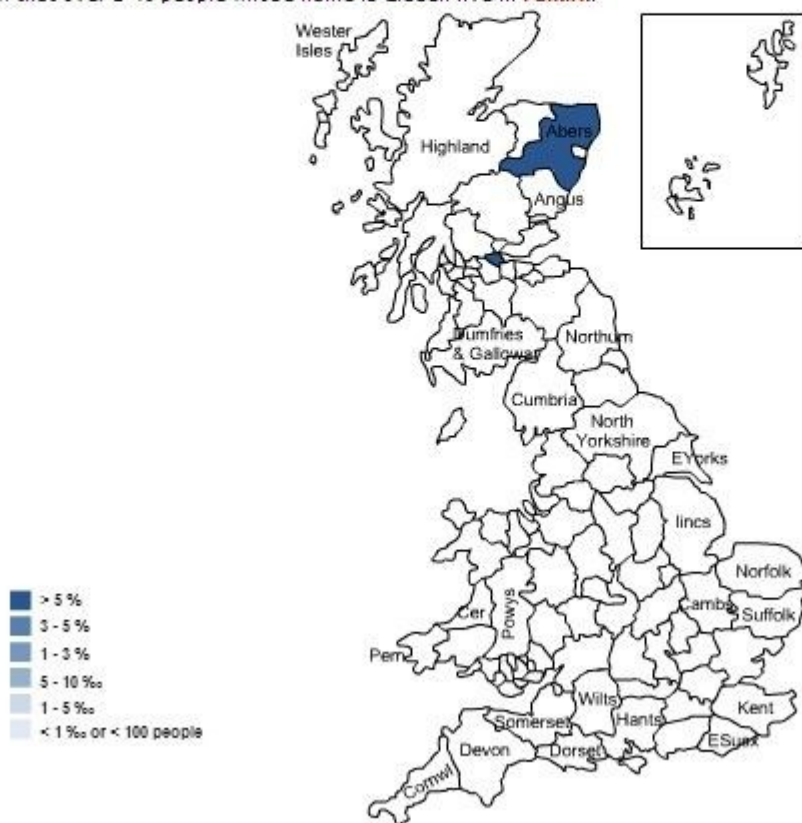 Wester
Isles
Abers
Highland
Angus
Dumfries
& Galloway
Northum
Cumbria
North
Yorkshire
EYorks
lincs
Norfolk
Cambs
Suffolk
Cer
Powys
Pem
Wilts
Kent
Somerset
Hants
ESusx
Devon
Dorset
Cornwl
> 5 %
3 - 5 %
1 - 3 %
5 - 10 ‰
1 - 5 ‰
< 1 ‰ or < 100 people